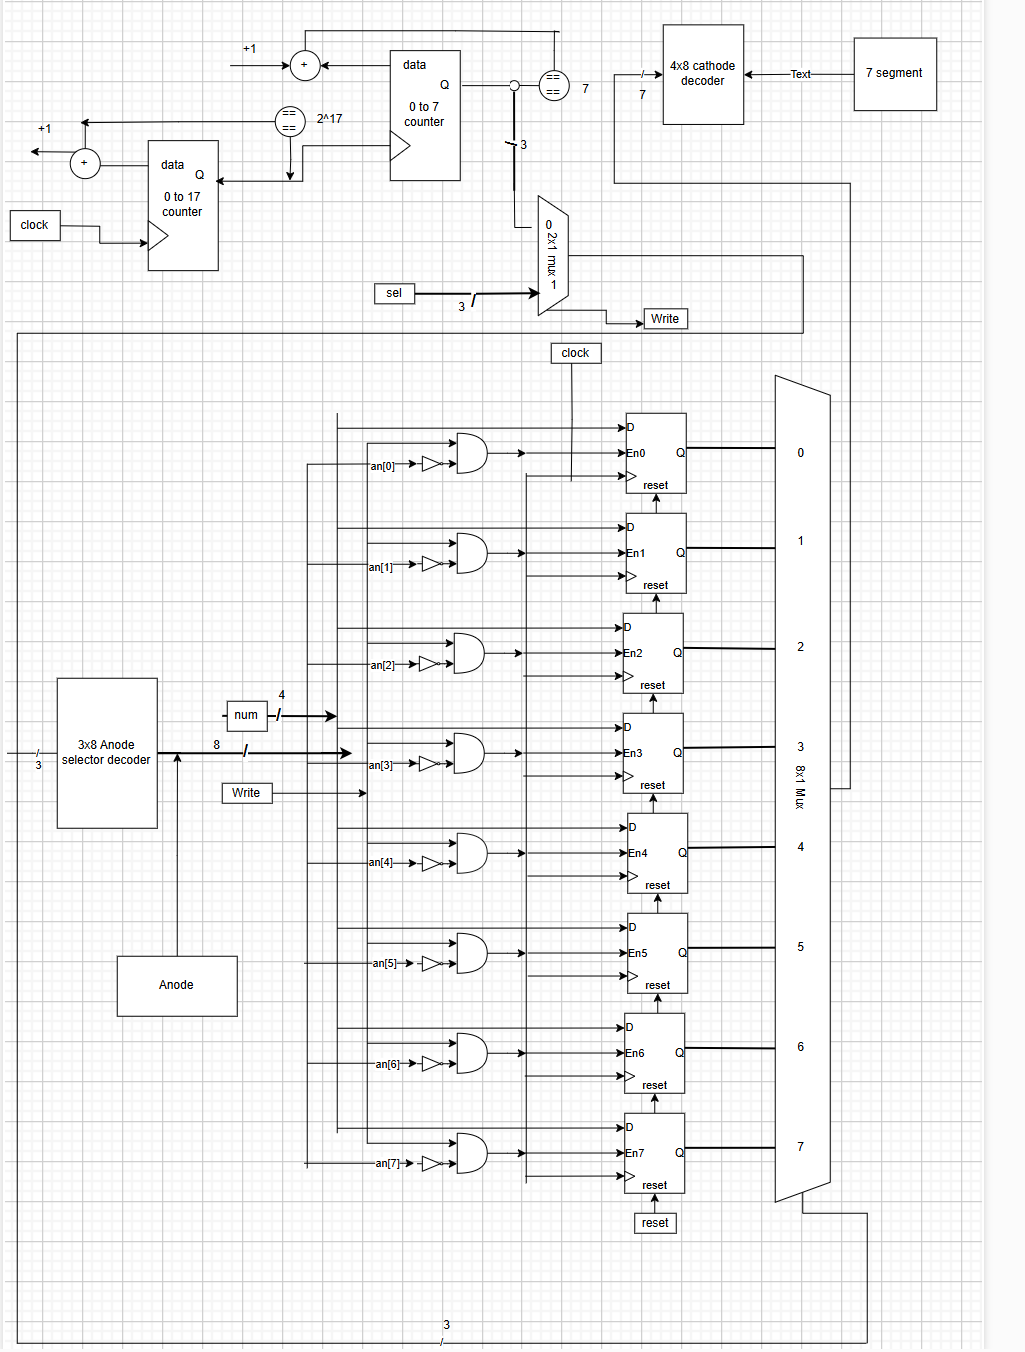 +1
+
data
Q
0 to 7
counter
==
==
7
4x8 cathode
decoder
Text
7 segment
/
7
+1
+
==
==
2^17
data
Q
0 to 17
counter
clock
/ 3
0
2x1 mux
1
sel
3 /
Write
clock
D
En0
Q
reset
an[0]
0
D
En1
Q
reset
an[1]
1
D
En2
Q
reset
an[2]
2
3x8 Anode
selector decoder
/
3
num
4
/
8
/
Write
D
En3
Q
reset
an[3]
3
8x1 Mux
D
En4
Q
reset
an[4]
4
Anode
D
En5
Q
reset
an[5]
5
D
En6
Q
reset
an[6]
6
D
En7
Q
reset
an[7]
7
reset
3
/